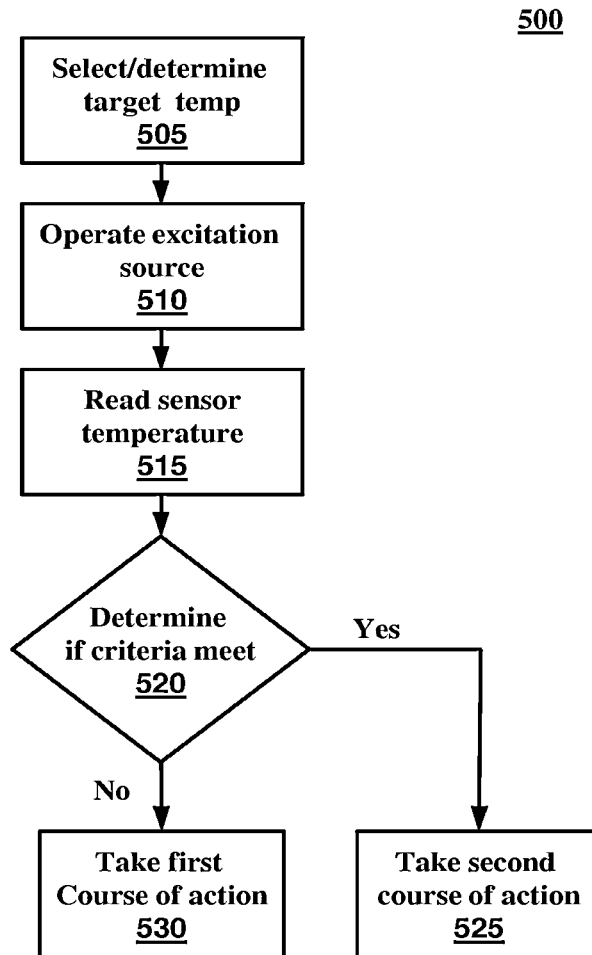 500
Select/determine
target temp
505
Operate excitation
source
510
Read sensor
temperature
515
Determine
if criteria meet
520
Yes
No
Take first
Course of action
530
Take second
course of action
525